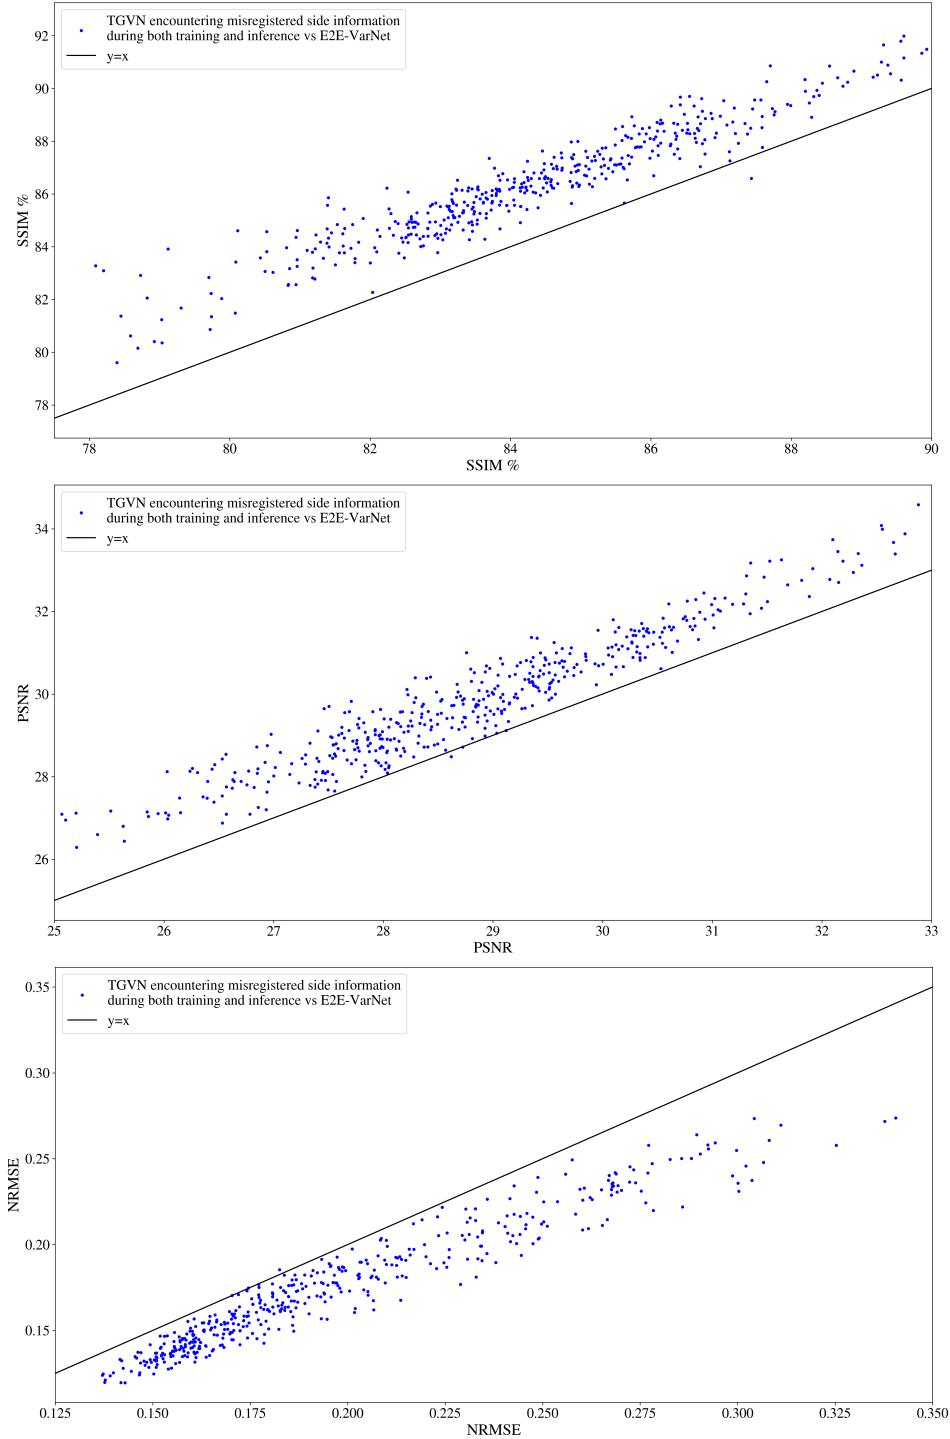 TGVN encountering misregistered side information
during both training and inference vs E2E-VarNet
y=x
92
90
88
86
84
82
80
78
SSIM %
78 80 82 84 86 88 90
SSIM %
TGVN encountering misregistered side information
during both training and inference vs E2E-VarNet
y=x
34
32
30
28
26
PSNR
25 26 27 28 29 30 31 32 33
PSNR
TGVN encountering misregistered side information
during both training and inference vs E2E-VarNet
y=x
0.35
0.30
0.25
0.20
0.15
NRMSE
0.125 0.150 0.175 0.200 0.225 0.250 0.275 0.300 0.325 0.350
NRMSE